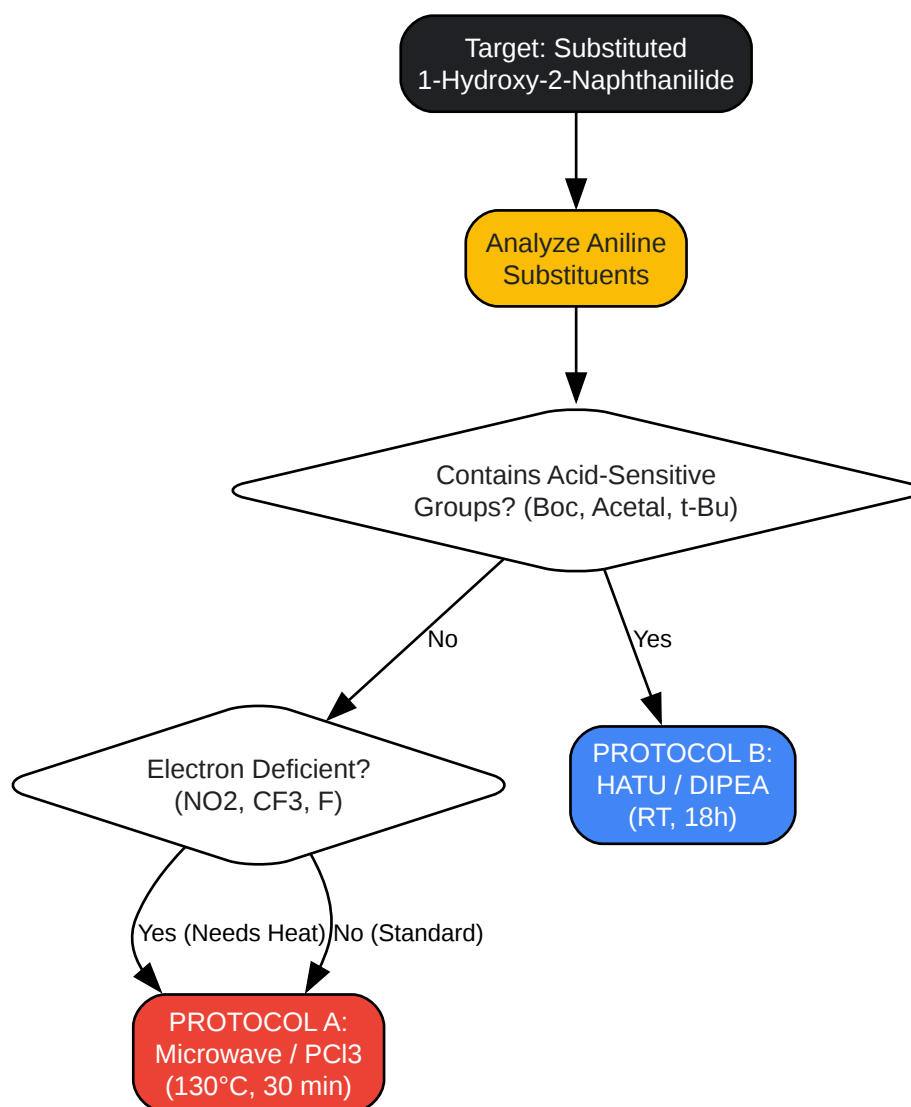 Target: Substituted
1-Hydroxy-2-Naphthanilide
Analyze Aniline
Substituents
Contains Acid-Sensitive
Groups? (Boc, Acetal, t-Bu)
No
Yes
Electron Deficient?
(NO2, CF3, F)
PROTOCOL B:
HATU / DIPEA
(RT, 18h)
Yes (Needs Heat)
No (Standard)
PROTOCOL A:
Microwave / PCl3
(130°C, 30 min)